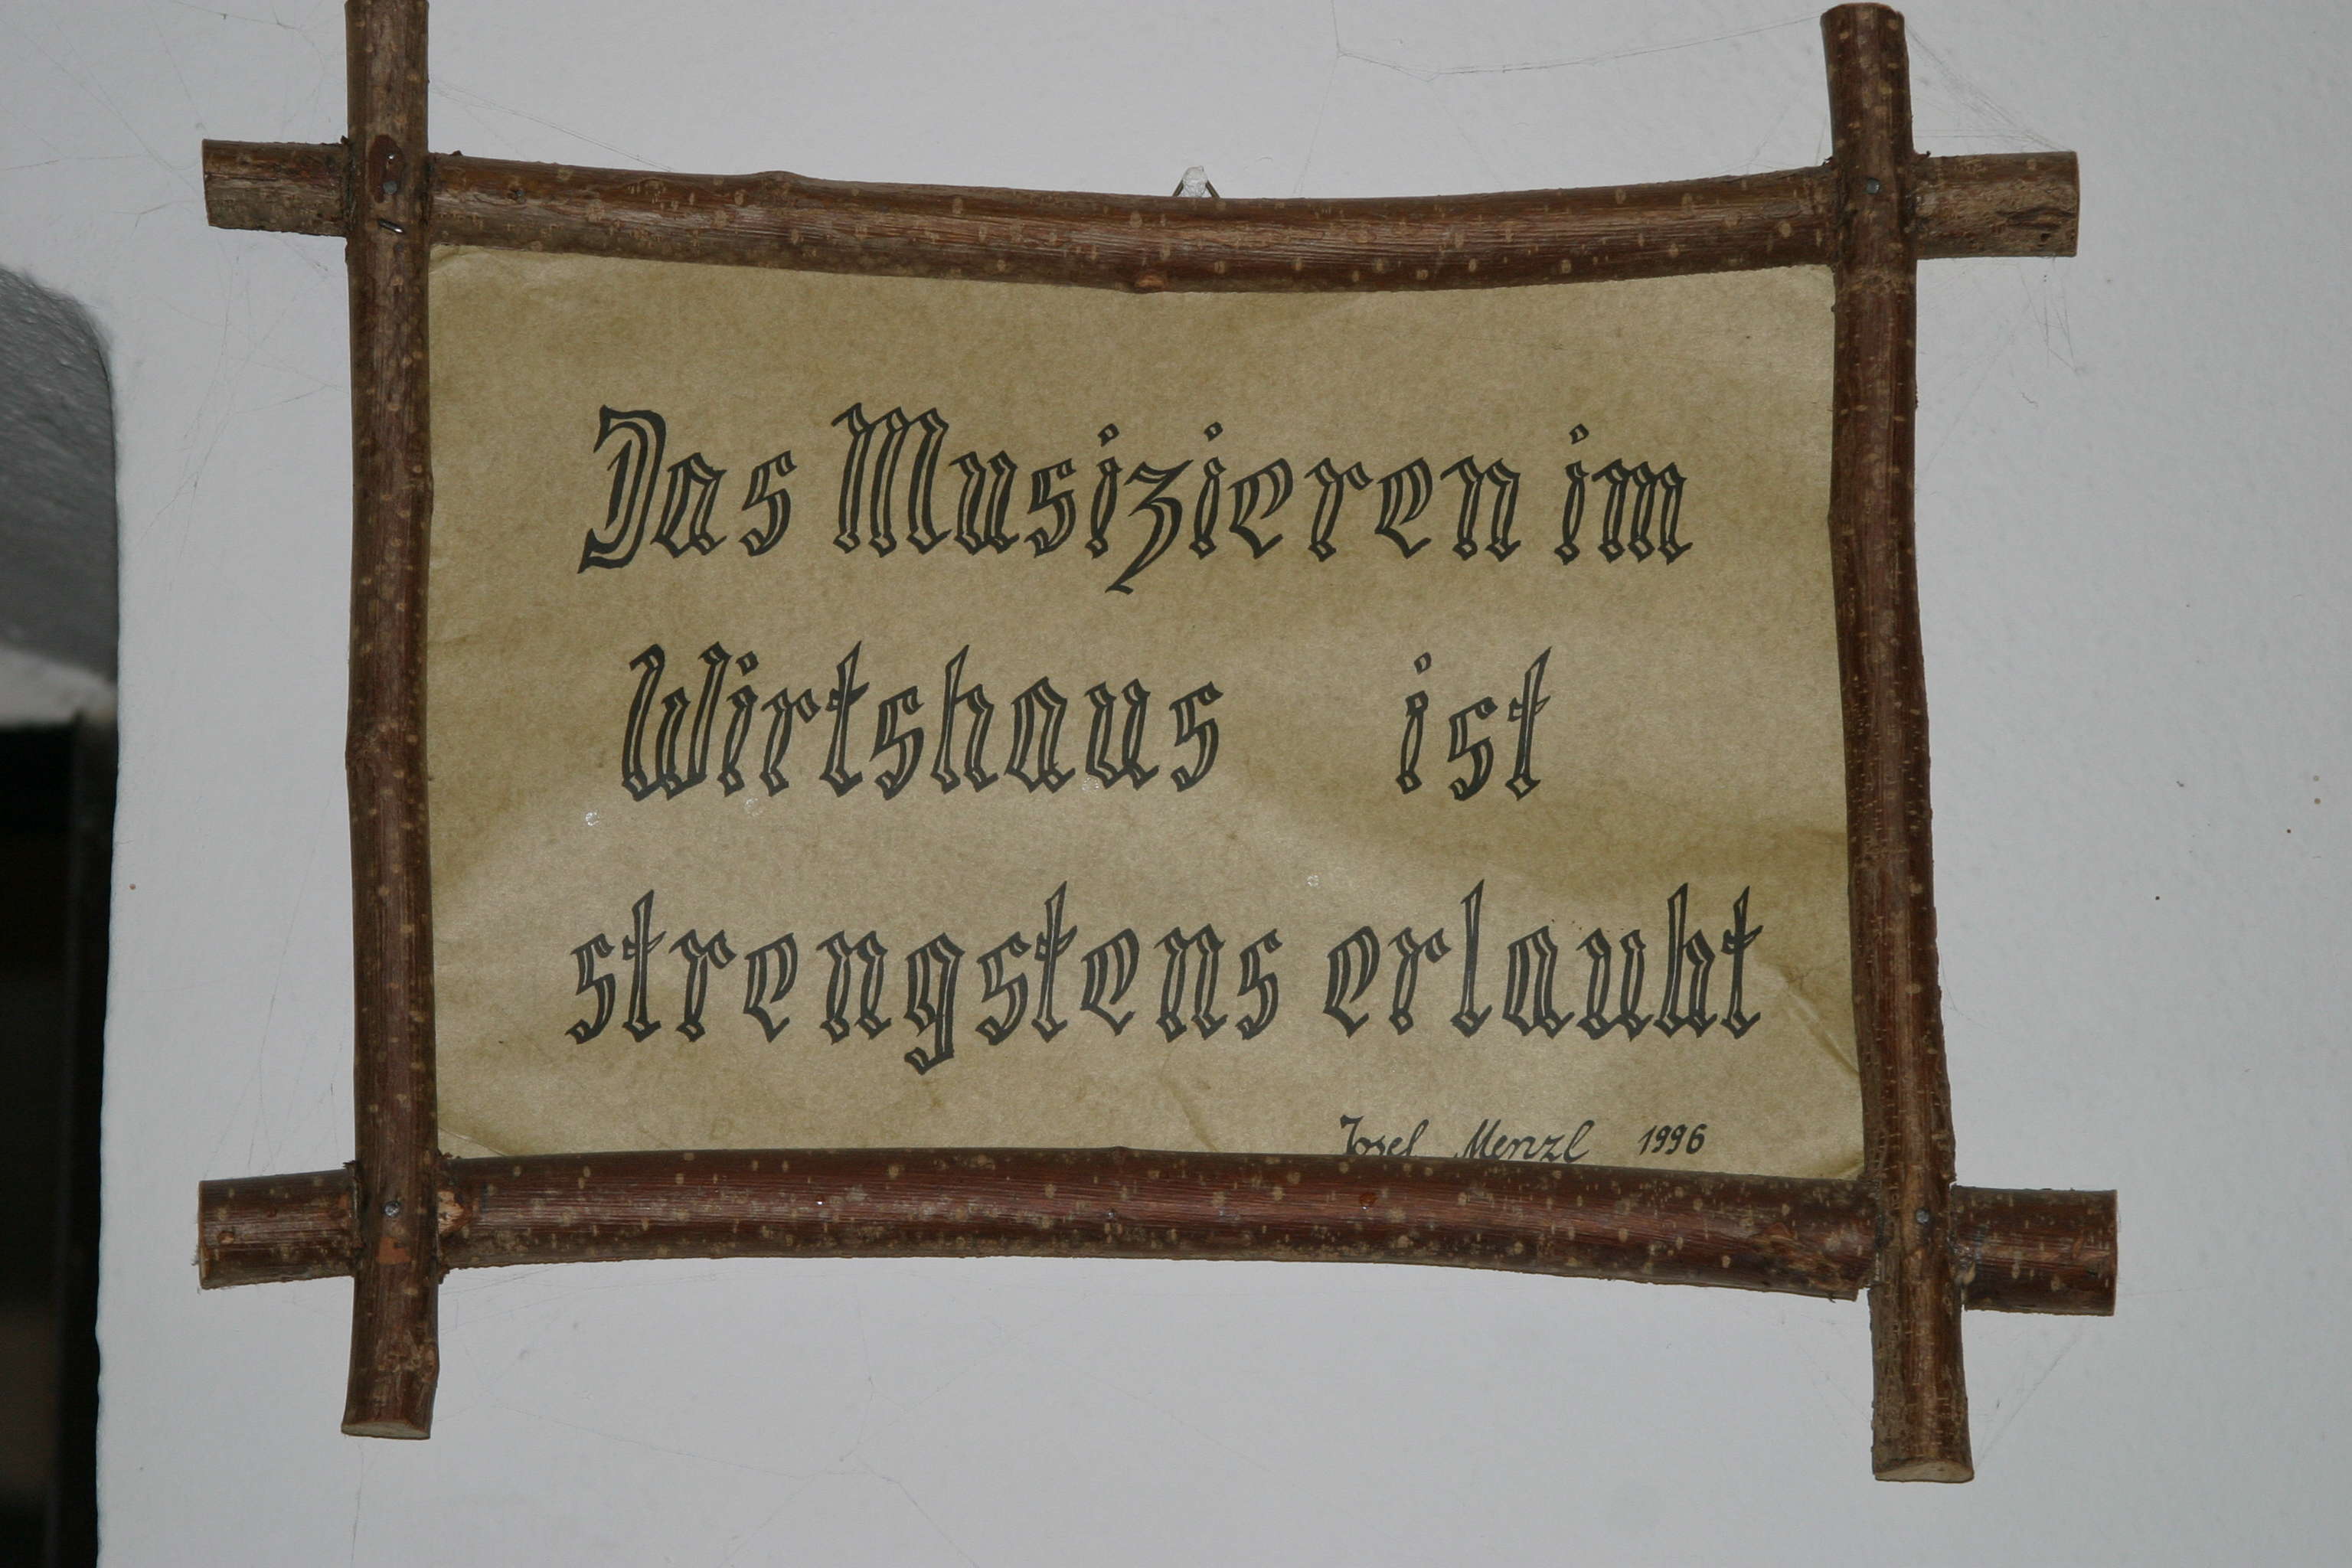 Das Musizieren im
Wirtshaus ist
strengstens erlaubt
Josef Menzl 1996